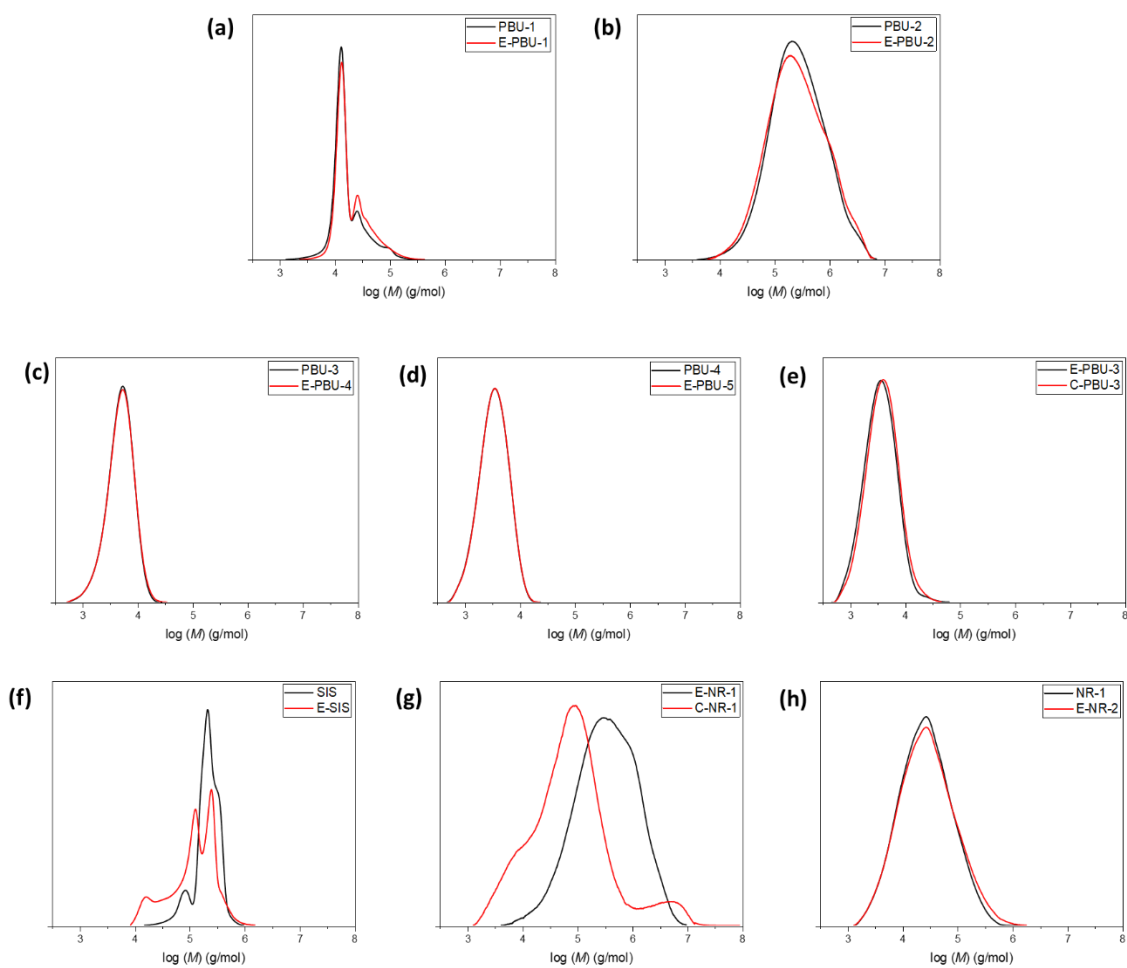 (a)
PBU-1
E-PBU-1
3 4 5 6 7 8
log (M) (g/mol)
(b)
PBU-2
E-PBU-2
3 4 5 6 7 8
log (M) (g/mol)
(c)
PBU-3
E-PBU-4
3 4 5 6 7 8
log (M) (g/mol)
(d)
PBU-4
E-PBU-5
3 4 5 6 7 8
log (M) (g/mol)
(e)
E-PBU-3
C-PBU-3
3 4 5 6 7 8
log (M) (g/mol)
(f)
SIS
E-SIS
3 4 5 6 7 8
log (M) (g/mol)
(g)
E-NR-1
C-NR-1
3 4 5 6 7 8
log (M) (g/mol)
(h)
NR-1
E-NR-2
3 4 5 6 7 8
log (M) (g/mol)